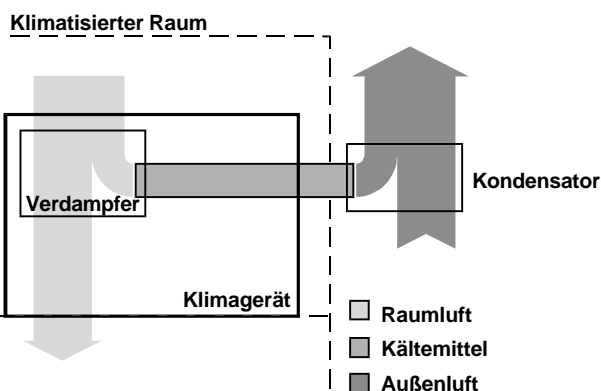 Klimatisierter Raum
Verdampfer
Kondensator
Klimagerät
Raumluft
Kältemittel
Außenluft